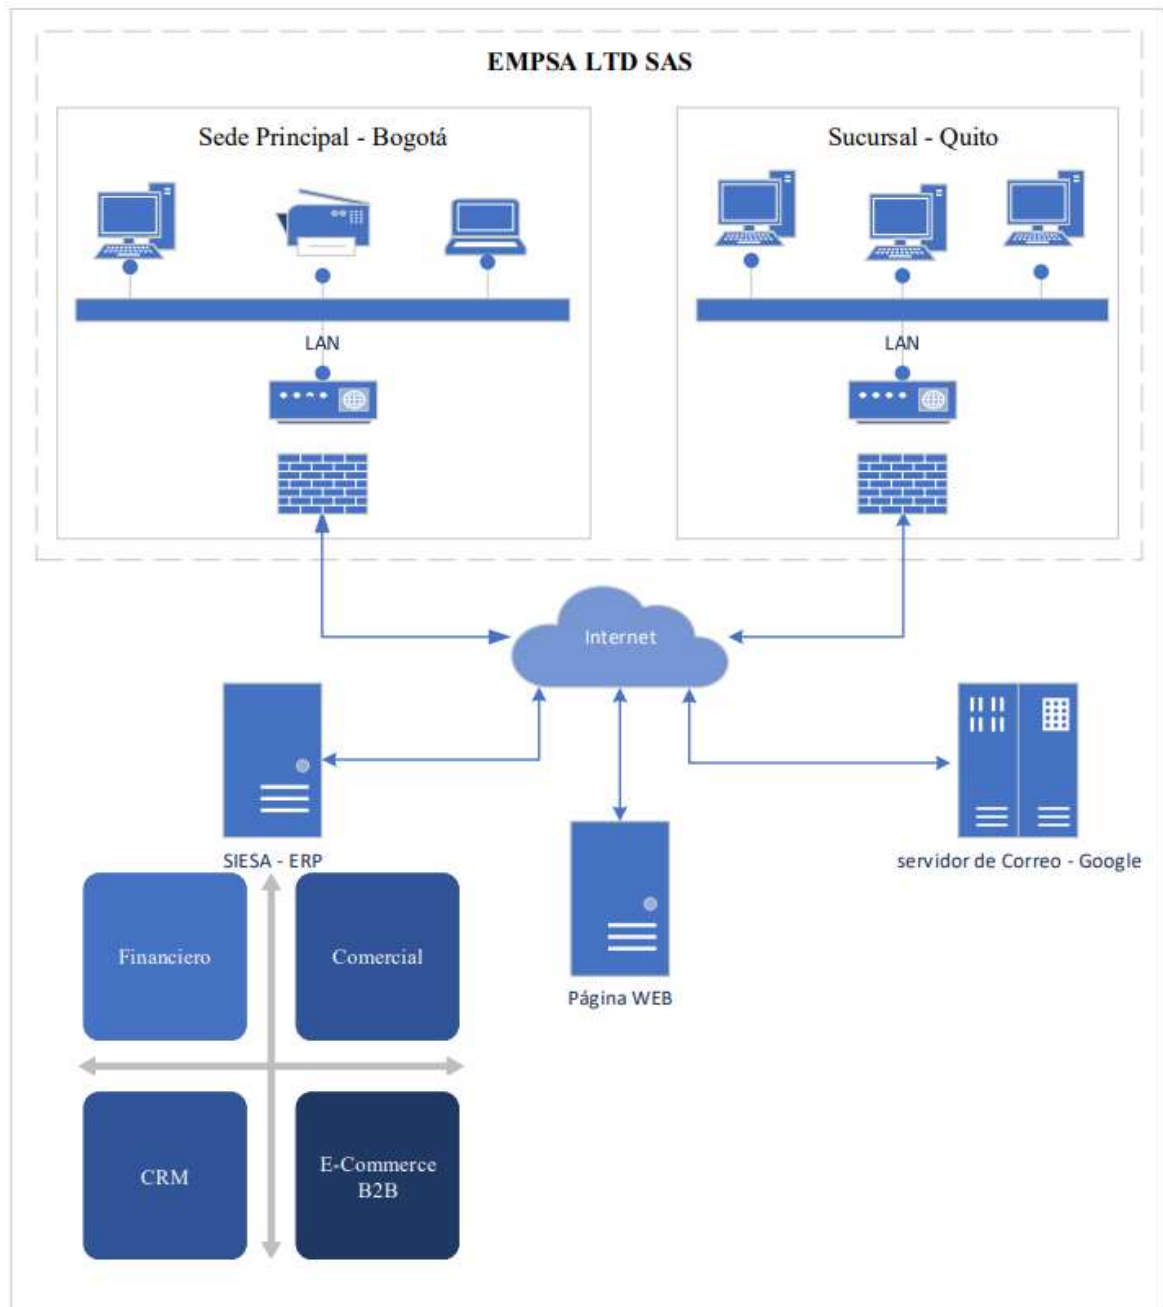 EMPSA LTD SAS
Sede Principal - Bogotá
Sucursal - Quito
LAN
LAN
Internet
SIESA - ERP
servidor de Correo - Google
Página WEB
Financiero
Comercial
CRM
E-Commerce
B2B